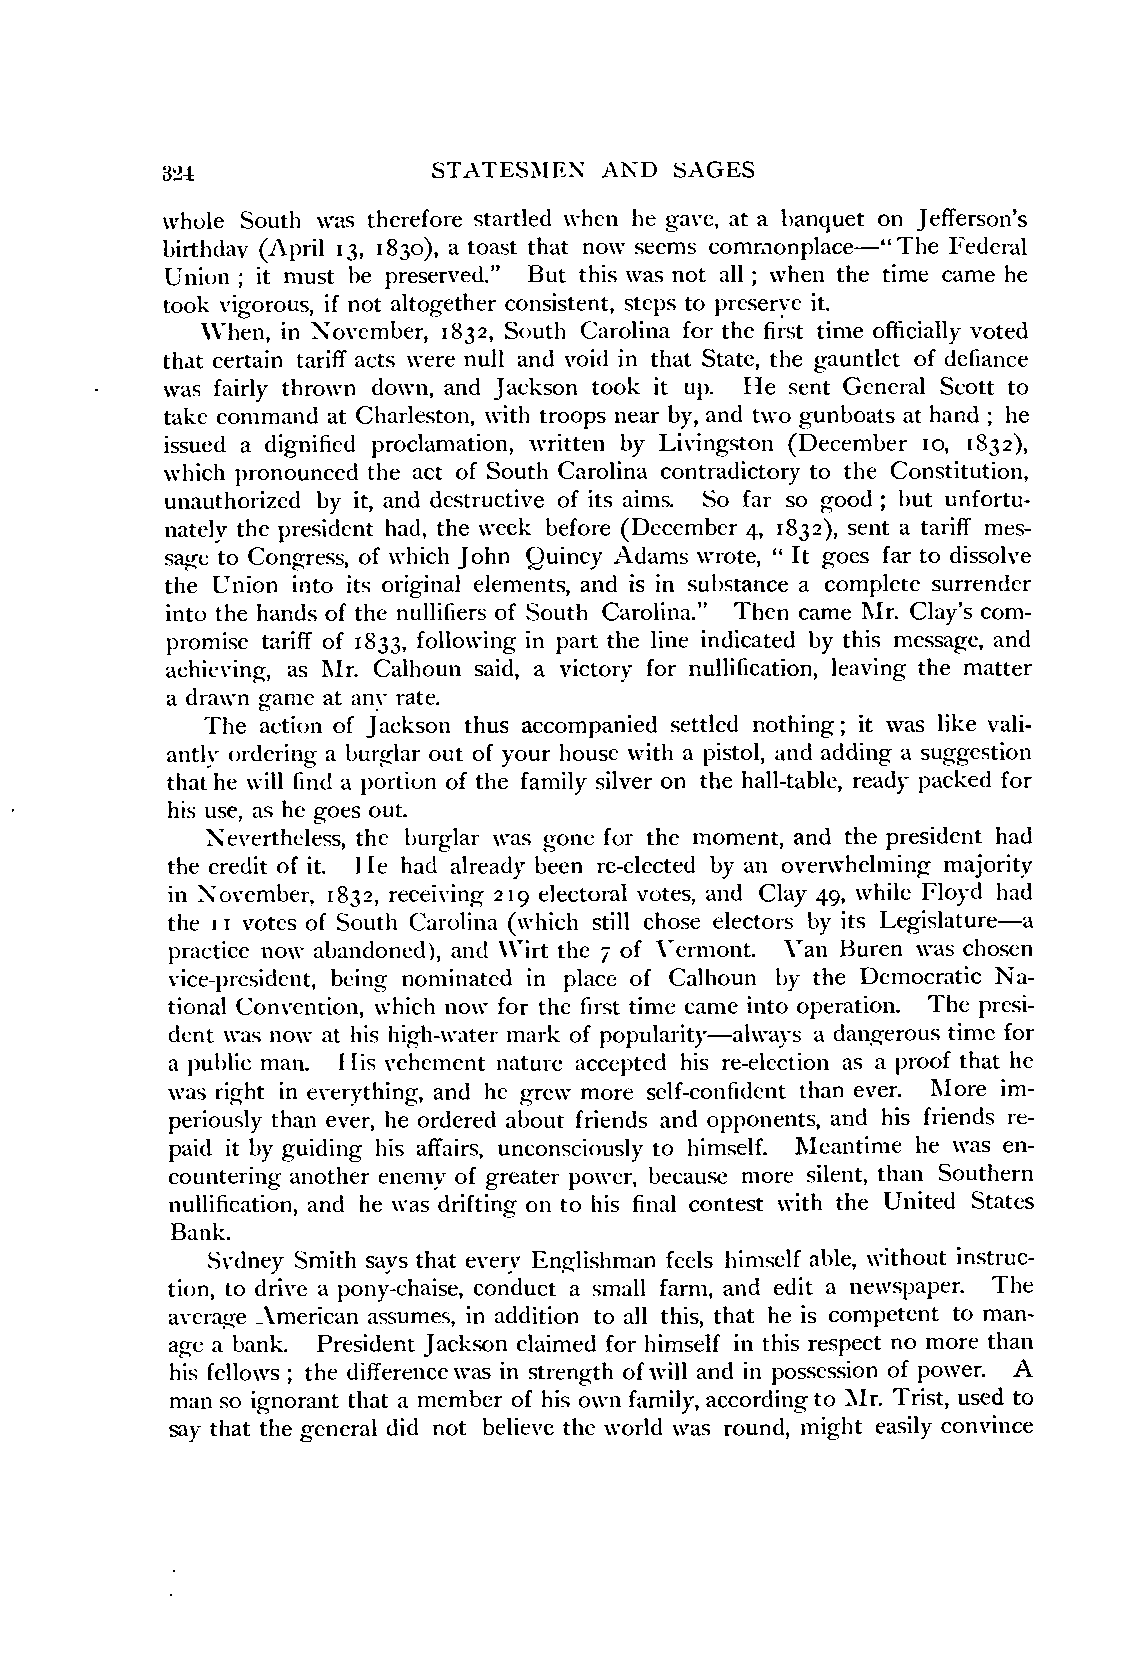 324 STATESMEN AND SAGES
whole South was therefore startled when he gave, at a banquet on Jefferson's
birthday (April 13, 1830), a toast that now seems commonplace—“The Federal
Union ; it must be preserved.” But this was not all ; when the time came he
took vigorous, if not altogether consistent, steps to preserve it.
When, in November, 1832, South Carolina for the first time officially voted
that certain tariff acts were null and void in that State, the gauntlet of defiance
was fairly thrown down, and Jackson took it up. He sent General Scott to
take command at Charleston, with troops near by, and two gunboats at hand ; he
issued a dignified proclamation, written by Livingston (December 10, 1832),
which pronounced the act of South Carolina contradictory to the Constitution,
unauthorized by it, and destructive of its aims. So far so good ; but unfortu-
nately the president had, the week before (December 4, 1832), sent a tariff mes-
sage to Congress, of which John Quincy Adams wrote, “ It goes far to dissolve
the Union into its original elements, and is in substance a complete surrender
into the hands of the nullifiers of South Carolina.” Then came Mr. Clay's com-
promise tariff of 1833, following in part the line indicated by this message, and
achieving, as Mr. Calhoun said, a victory for nullification, leaving the matter
a drawn game at any rate.
The action of Jackson thus accompanied settled nothing ; it was like vali-
antly ordering a burglar out of your house with a pistol, and adding a suggestion
that he will find a portion of the family silver on the hall-table, ready packed for
his use, as he goes out.
Nevertheless, the burglar was gone for the moment, and the president had
the credit of it. He had already been re-elected by an overwhelming majority
in November, 1832, receiving 219 electoral votes, and Clay 49, while Floyd had
the 11 votes of South Carolina (which still chose electors by its Legislature—a
practice now abandoned), and Wirt the 7 of Vermont. Van Buren was chosen
vice-president, being nominated in place of Calhoun by the Democratic Na-
tional Convention, which now for the first time came into operation. The presi-
dent was now at his high-water mark of popularity—always a dangerous time for
a public man. His vehement nature accepted his re-election as a proof that he
was right in everything, and he grew more self-confident than ever. More im-
periously than ever, he ordered about friends and opponents, and his friends re-
paid it by guiding his affairs, unconsciously to himself. Meantime he was en-
countering another enemy of greater power, because more silent, than Southern
nullification, and he was drifting on to his final contest with the United States
Bank.
Sydney Smith says that every Englishman feels himself able, without instruc-
tion, to drive a pony-chaise, conduct a small farm, and edit a newspaper. The
average American assumes, in addition to all this, that he is competent to man-
age a bank. President Jackson claimed for himself in this respect no more than
his fellows ; the difference was in strength of will and in possession of power. A
man so ignorant that a member of his own family, according to Mr. Trist, used to
say that the general did not believe the world was round, might easily convince